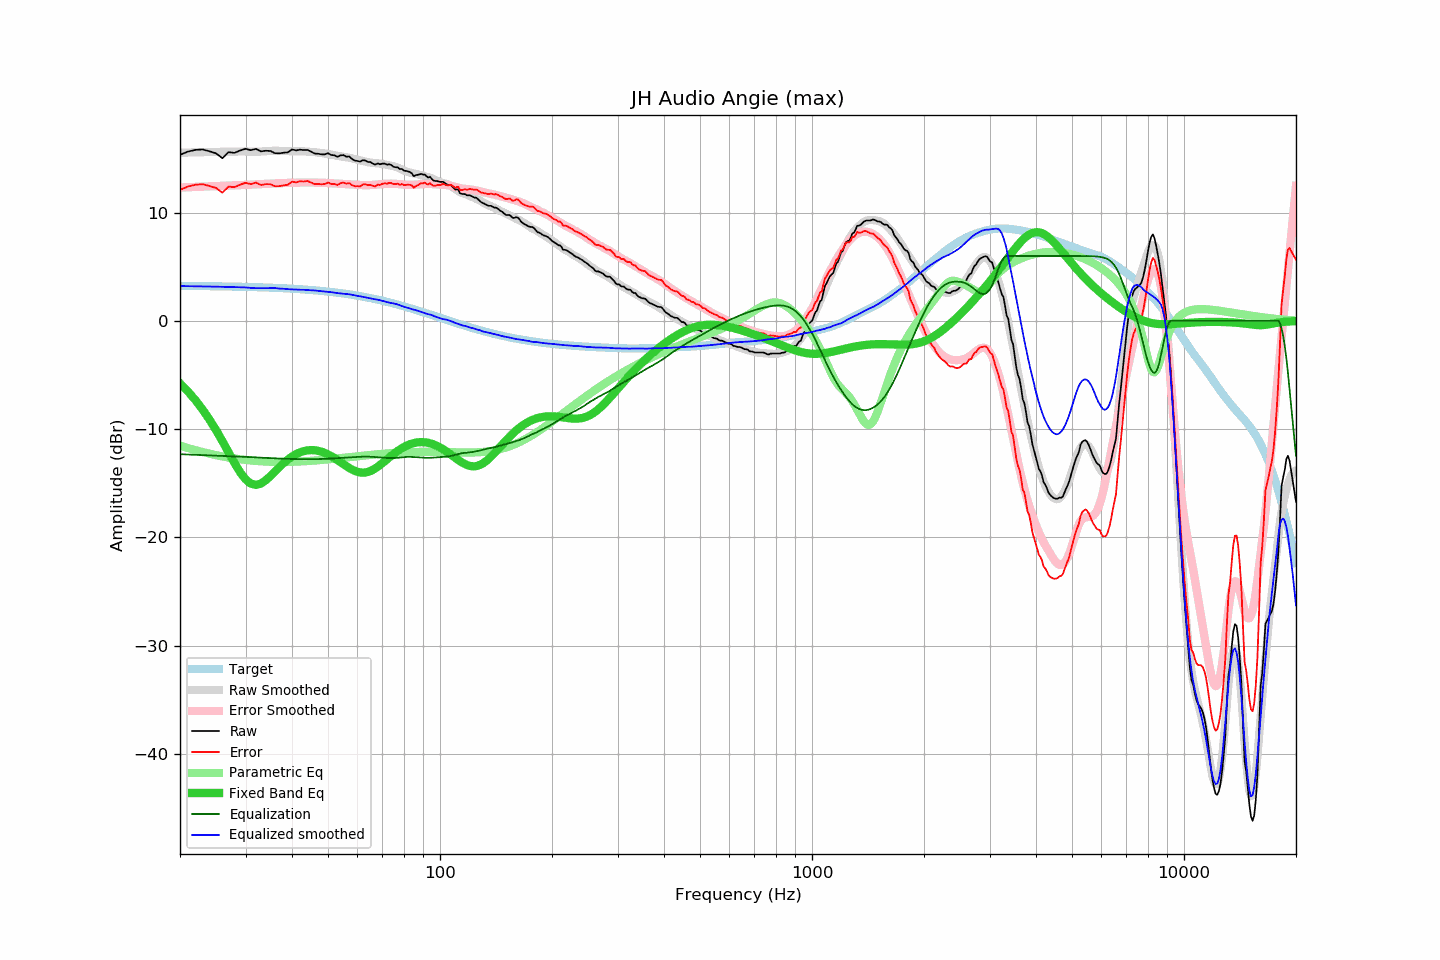 JH Audio Angie (max)
10
0
−10
−20
−30
−40
Amplitude (dBr)
Target
Raw Smoothed
Error Smoothed
Raw
Error
Parametric Eq
Fixed Band Eq
Equalization
Equalized smoothed
100
1000
10000
Frequency (Hz)